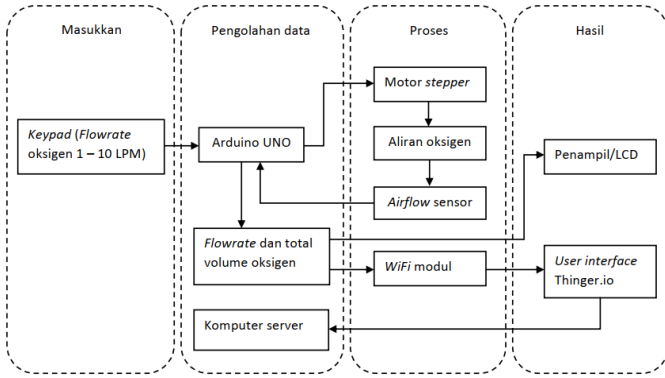 Masukkan
Pengolahan data
Proses
Hasil
Keypad (Flowrate
oksigen 1 – 10 LPM)
Arduino UNO
Flowrate dan total
volume oksigen
Komputer server
Motor stepper
Aliran oksigen
Airflow sensor
WiFi modul
Penampil/LCD
User interface
Thinger.io